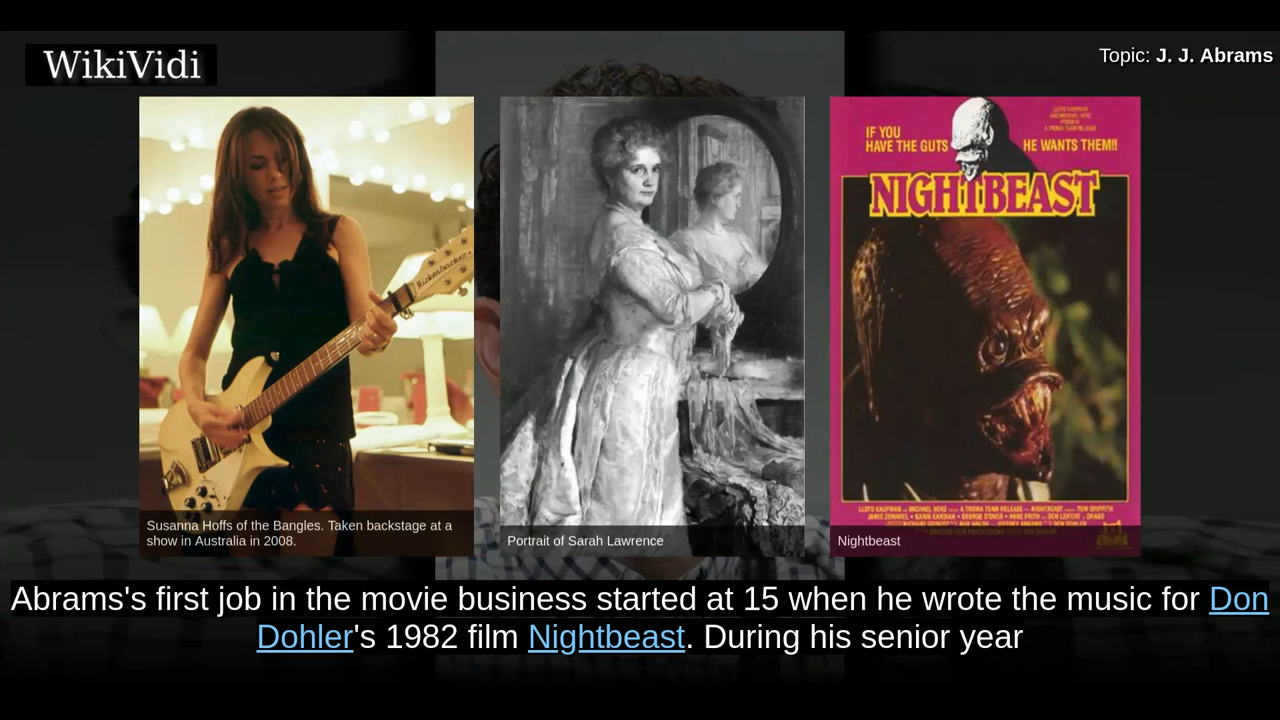 WikiVidi
Topic: J. J. Abrams
IF YOU
HAVE THE GUTS
HE WANTS THEM!!
NIGHTBEAST
Rickenbacker
Susanna Hoffs of the Bangles. Taken backstage at a
show in Australia in 2008.
Portrait of Sarah Lawrence
Nightbeast
Abrams's first job in the movie business started at 15 when he wrote the music for Don
Dohler's 1982 film Nightbeast. During his senior year